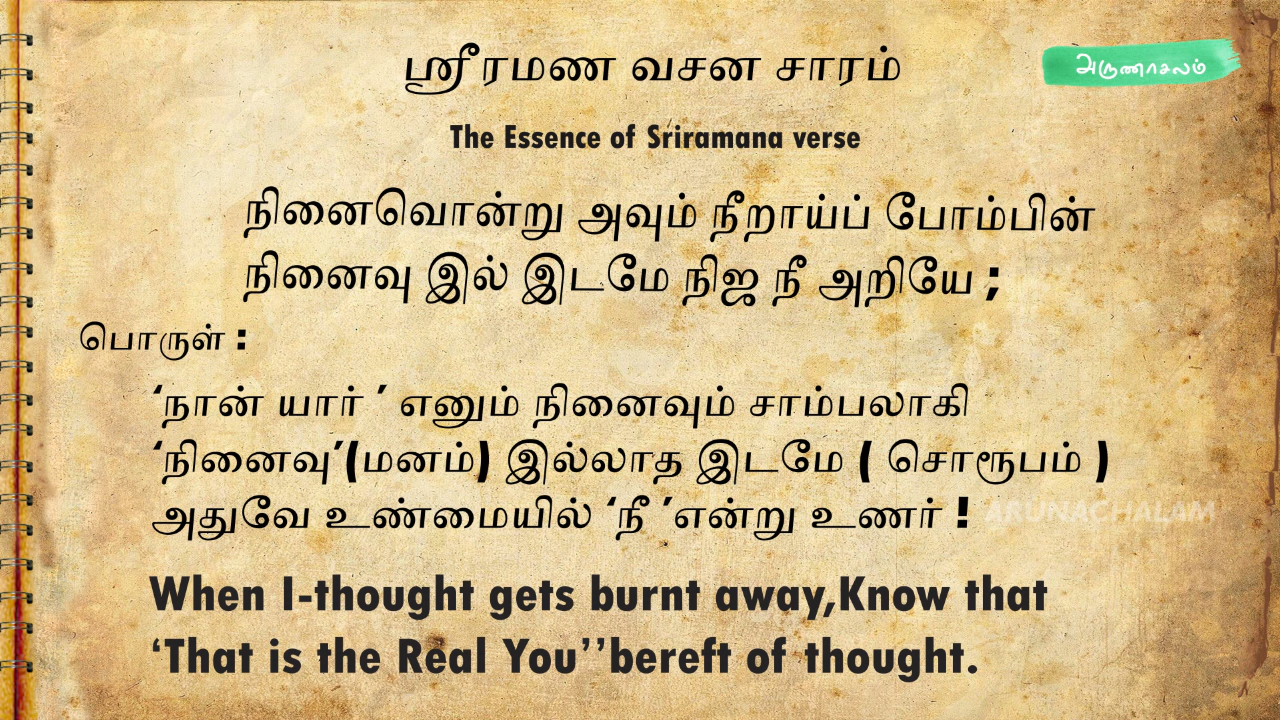 ஸ்ரீ ரமண வசன சாரம்
அருணாசலம்
The Essence of Sriramana verse
நினைவொன்று அவும் நீறாய்ப் போம்பின்
நினைவு இல் இடமே நிஜ நீ அறியே ;
பொருள் :
‘நான் யார் ’ எனும் நினைவும் சாம்பலாகி
‘நினைவு’(மனம்) இல்லாத இடமே ( சொரூபம் )
அதுவே உண்மையில் ‘நீ ’என்று உணர் !
ARUNACHALAM
When I-thought gets burnt away,Know that
‘That is the Real You’’bereft of thought.